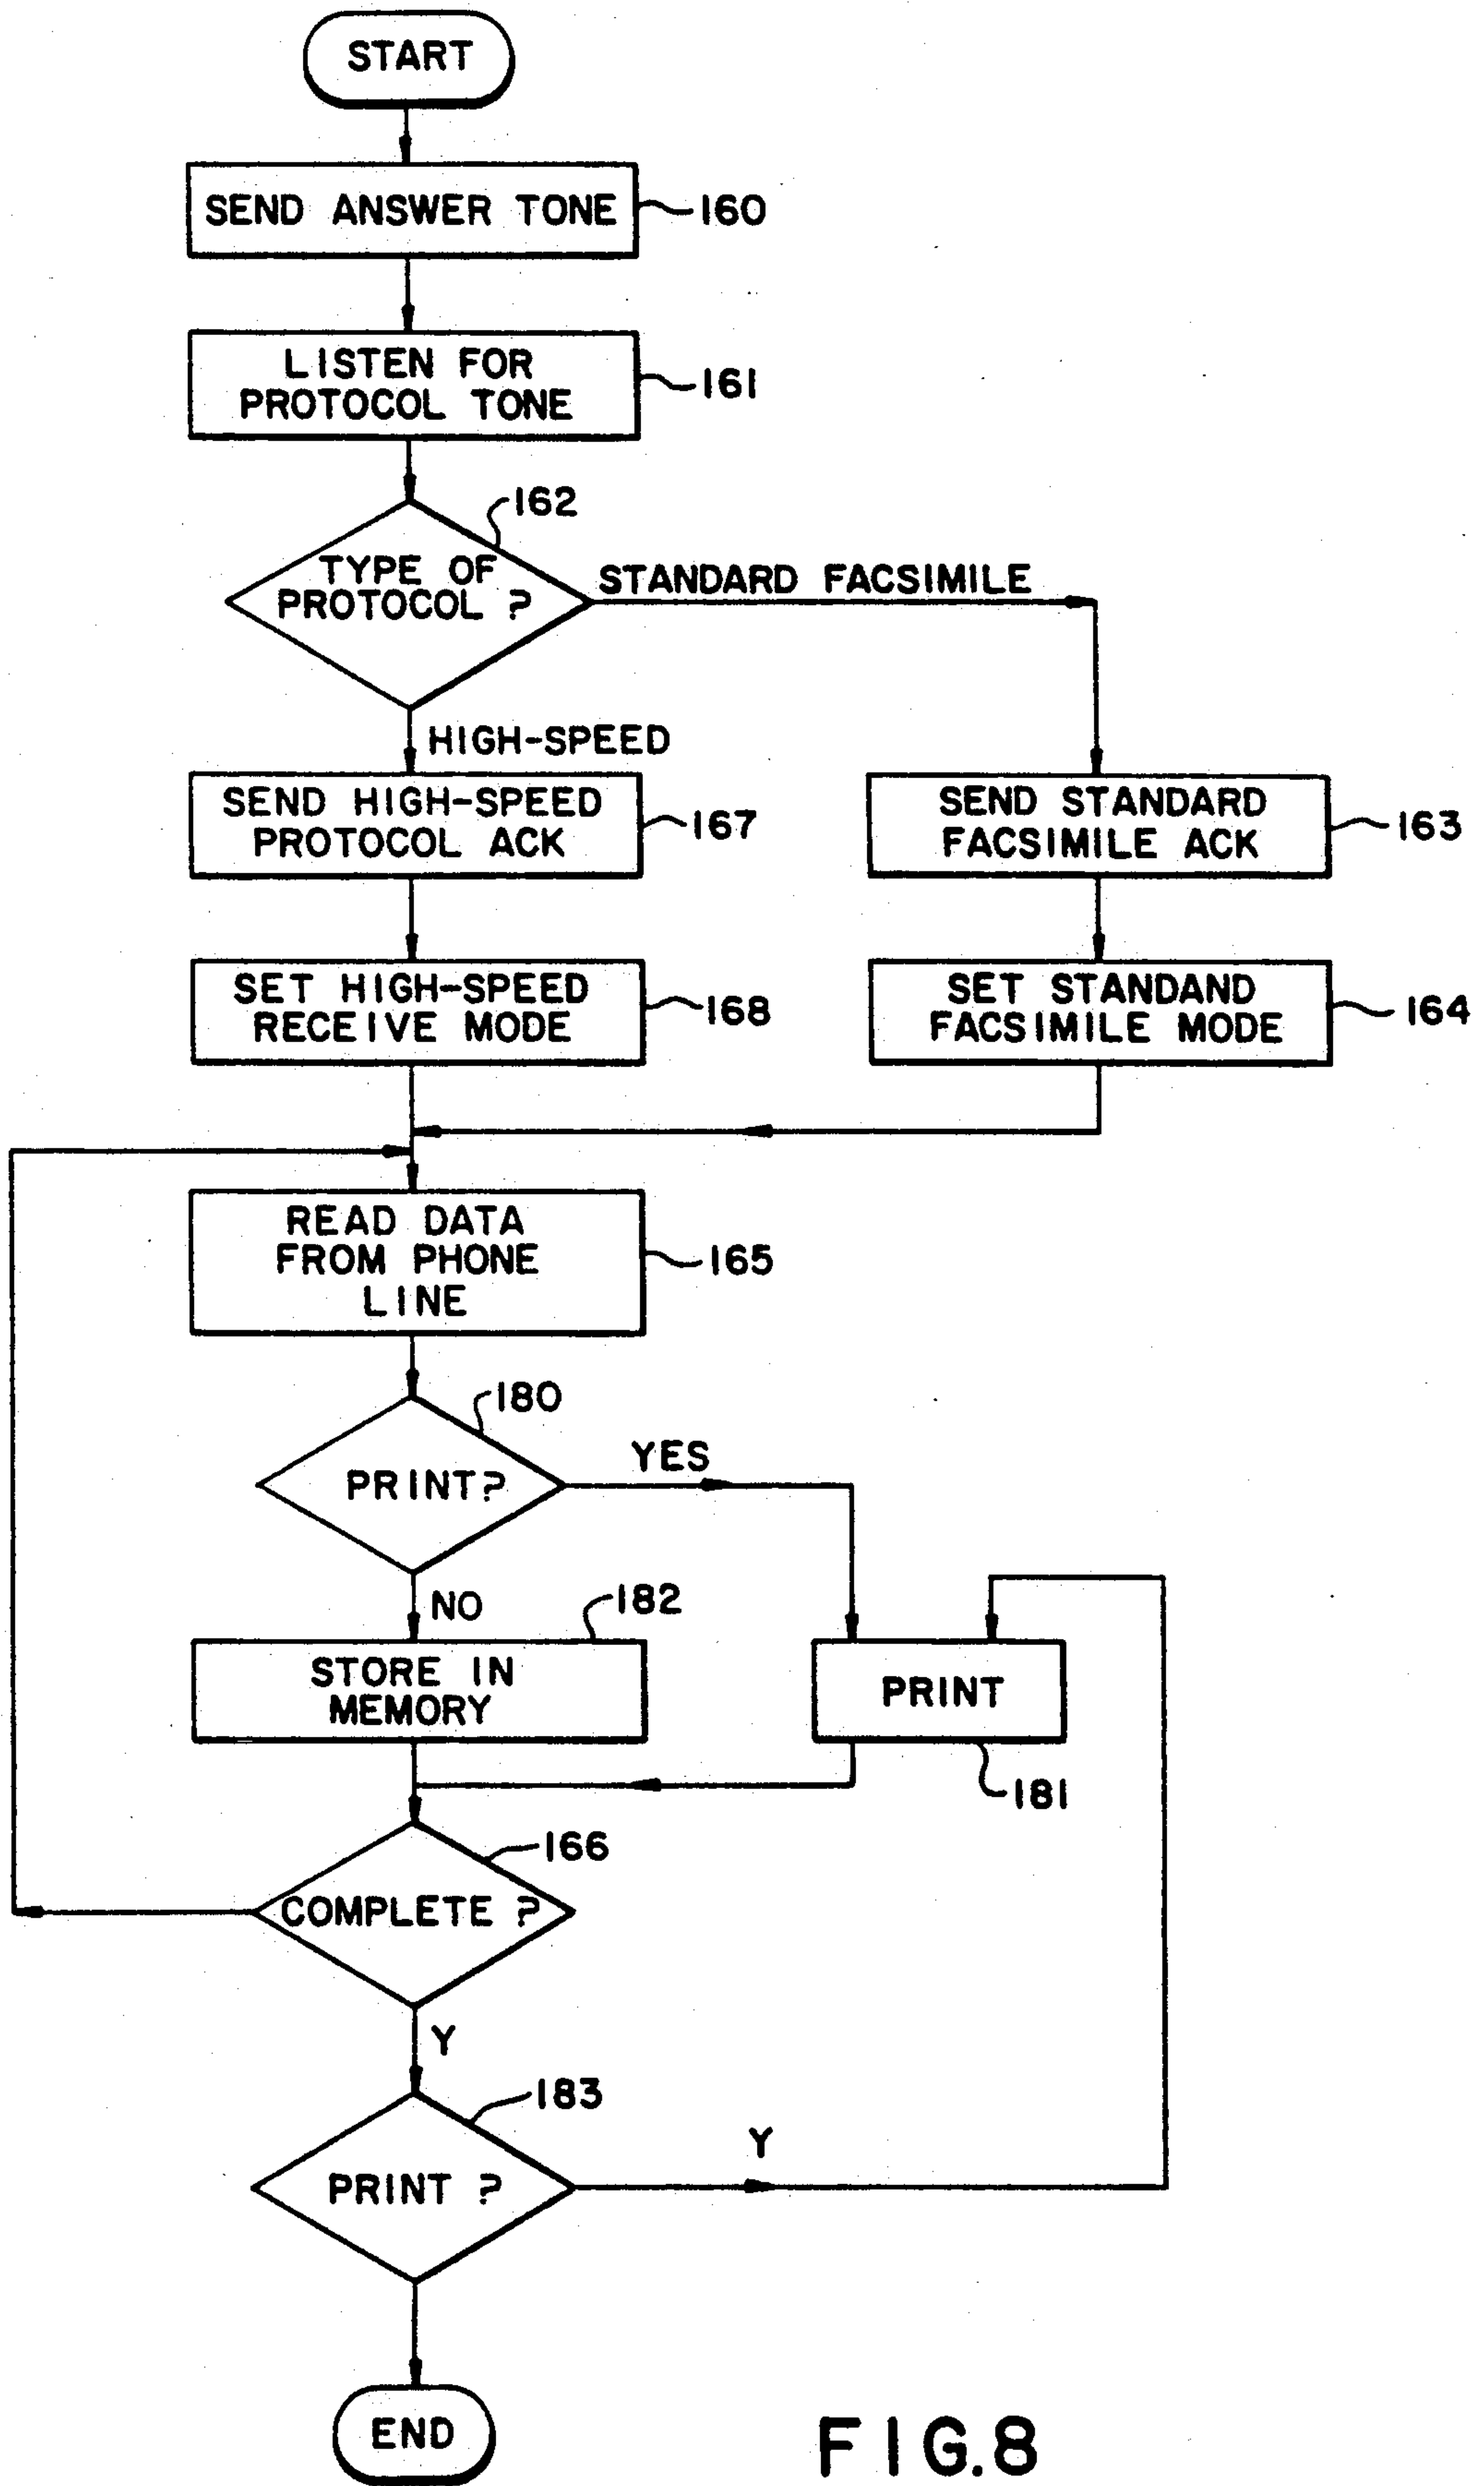 START
SEND ANSWER TONE
160
LISTEN FOR
PROTOCOL TONE
161
162
TYPE OF
PROTOCOL ?
STANDARD FACSIMILE
HIGH-SPEED
SEND HIGH-SPEED
PROTOCOL ACK
167
SEND STANDARD
FACSIMILE ACK
163
SET HIGH-SPEED
RECEIVE MODE
168
SET STANDAND
FACSIMILE MODE
164
READ DATA
FROM PHONE
LINE
165
180
PRINT?
YES
NO
182
STORE IN
MEMORY
PRINT
181
166
COMPLETE ?
Y
183
PRINT ?
Y
END
FIG.8